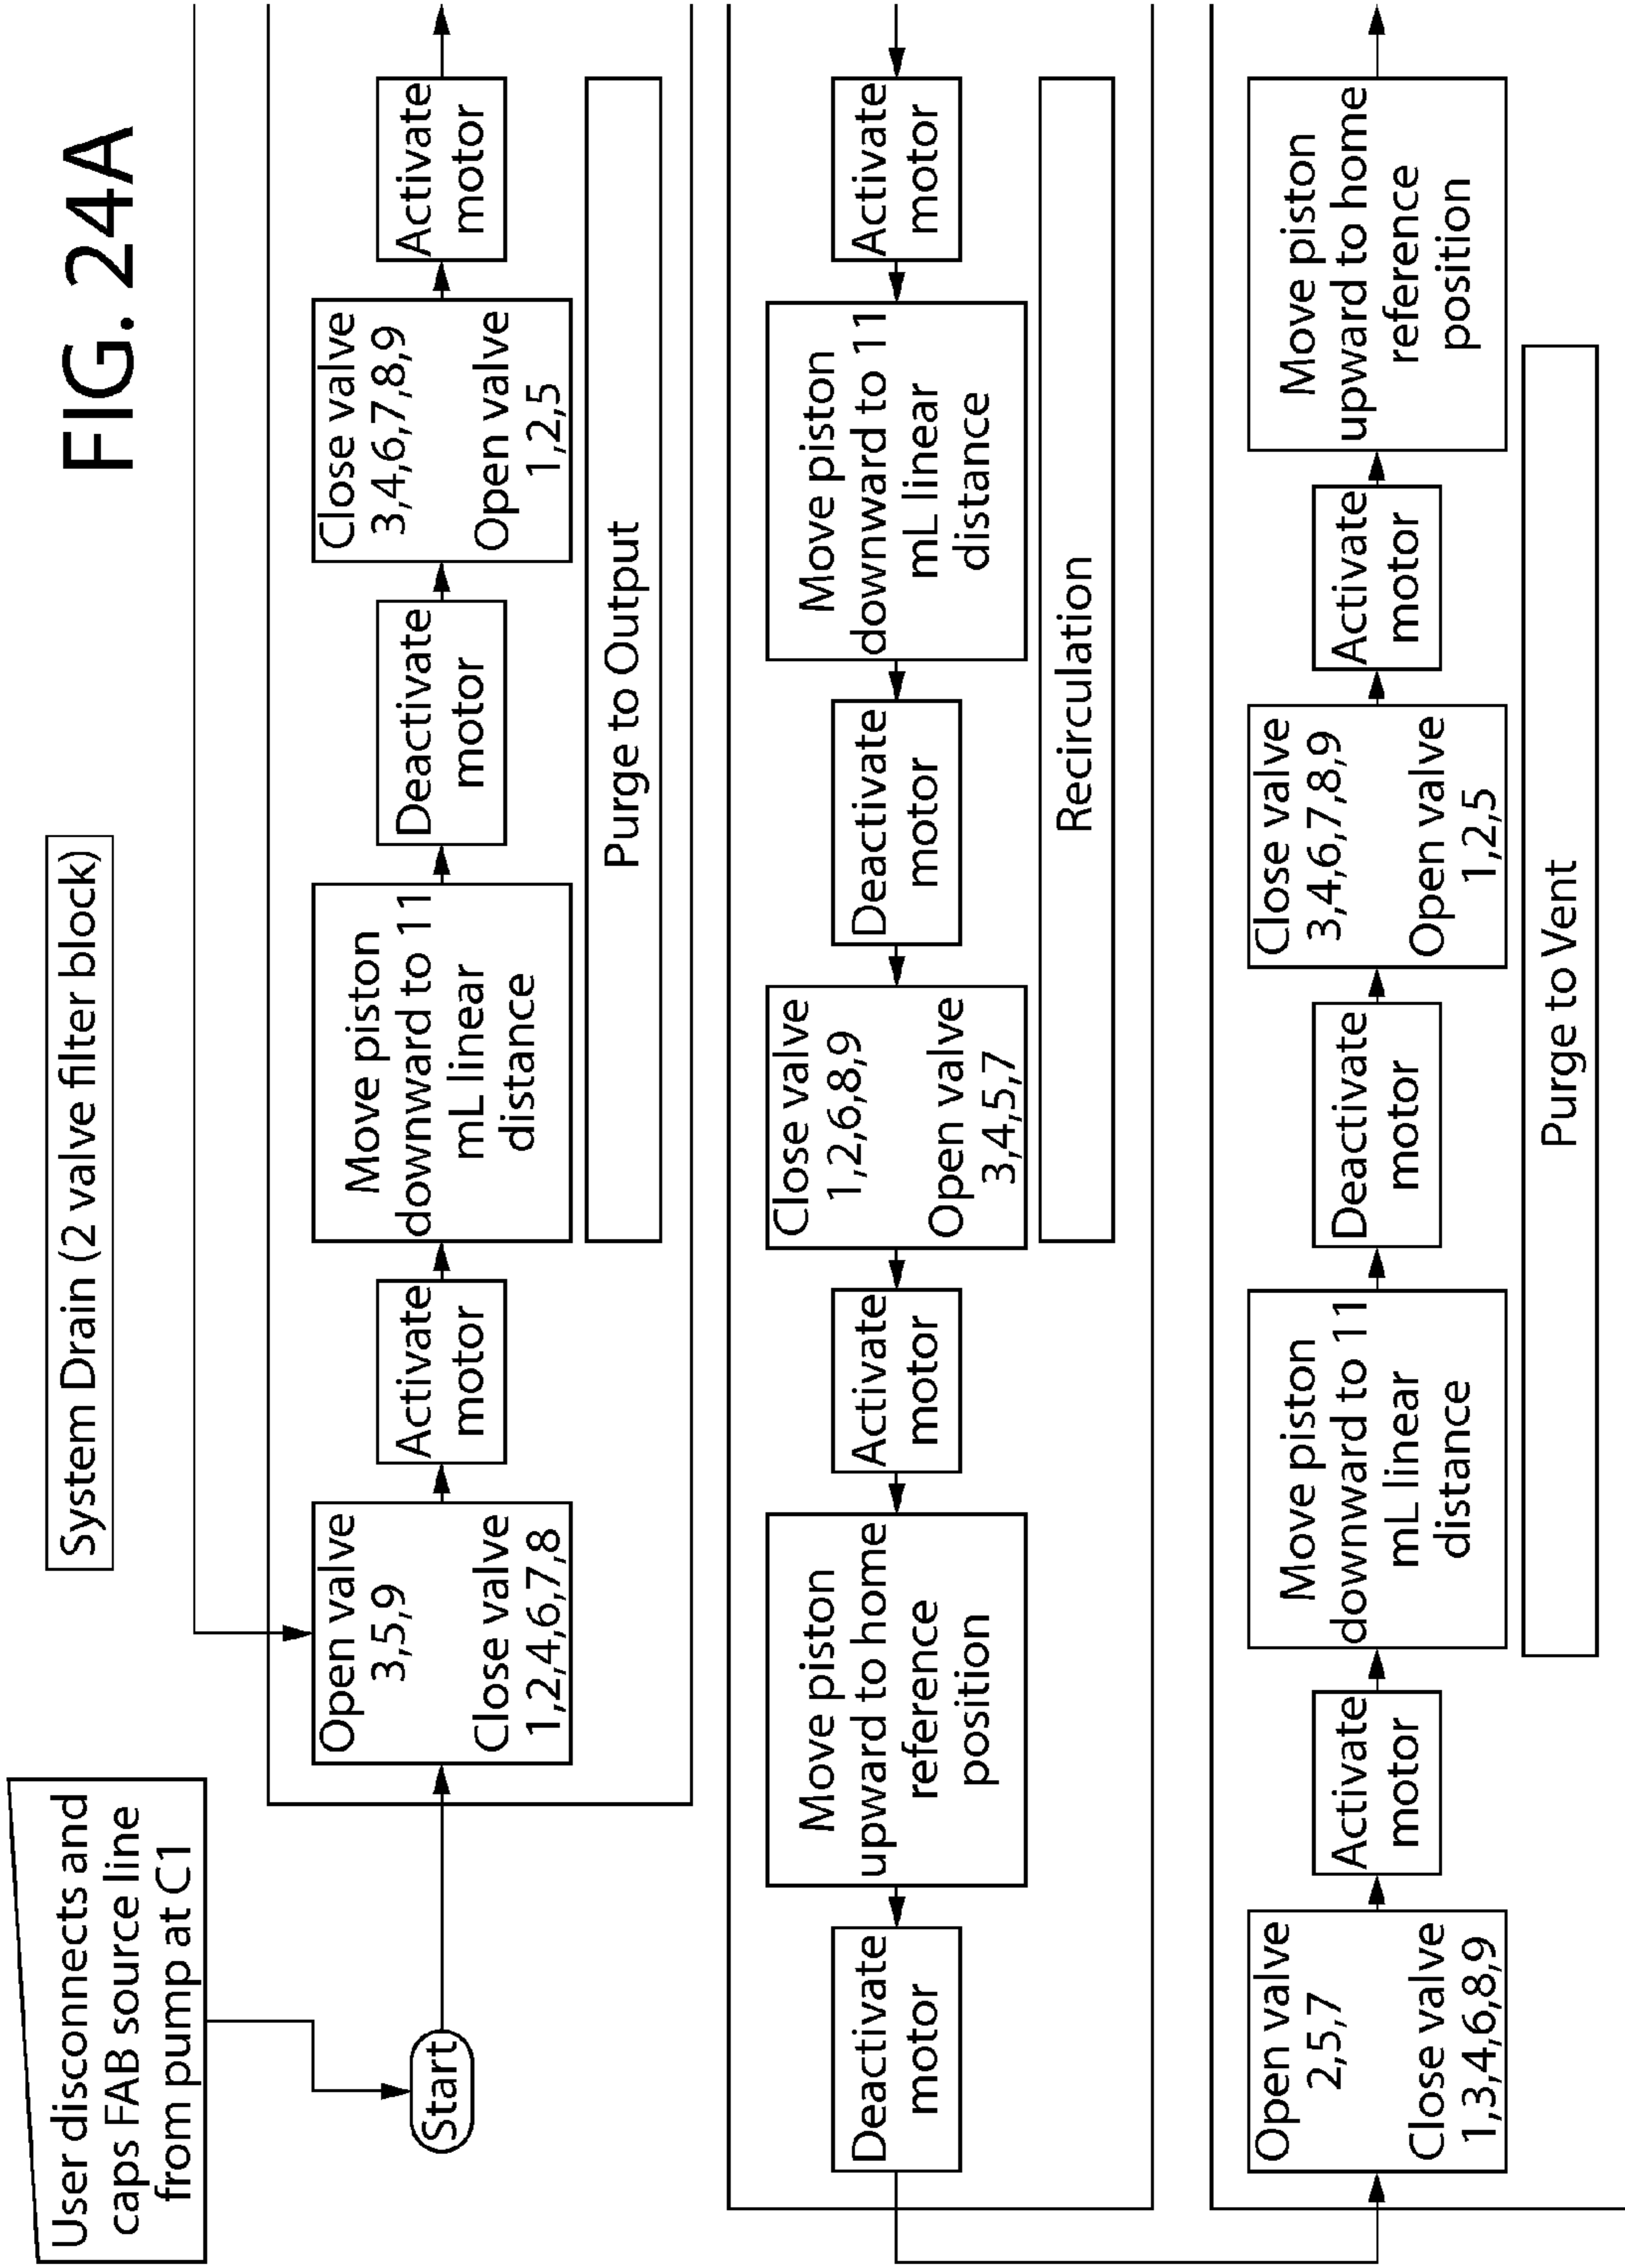 FIG. 24A
System Drain (2 valve filter block)
User disconnects and
caps FAB source line
from pump at C1
Start
Open valve
3,5,9
Close valve
1,2,4,6,7,8
Activate
motor
Move piston
downward to 11
mL linear
distance
Deactivate
motor
Close valve
3,4,6,7,8,9
Open valve
1,2,5
Activate
motor
Purge to Output
Activate
motor
Move piston
downward to 11
mL linear
distance
Deactivate
motor
Close valve
1,2,6,8,9
Open valve
3,4,5,7
Activate
motor
Move piston
upward to home
reference
position
Deactivate
motor
Recirculation
Open valve
2,5,7
Close valve
1,3,4,6,8,9
Activate
motor
Move piston
downward to 11
mL linear
distance
Deactivate
motor
Close valve
3,4,6,7,8,9
Open valve
1,2,5
Activate
motor
Move piston
upward to home
reference
position
Purge to Vent